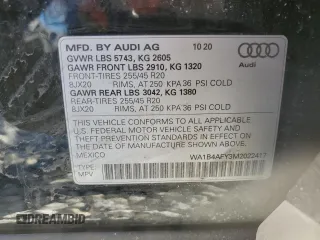 MFD. BY AUDI AG 10 20
Audi
GVWR LBS 5743, KG 2605
GAWR FRONT LBS 2910, KG 1320
FRONT-TIRES 255/45 R20
8JX20 RIMS, AT 250 KPA 36 PSI COLD
GAWR REAR LBS 3042, KG 1380
REAR-TIRES 255/45 R20
8JX20 RIMS, AT 250 KPA 36 PSI COLD
THIS VEHICLE CONFORMS TO ALL APPLICABLE
FEDERAL MOTOR VEHICLE SAFETY AND
THEFT PREVENTION STANDARDS IN EFFECT ON
THE DATE OF MANUFACTURE SHOWN ABOVE.
MEXICO
TYPE:
MPV